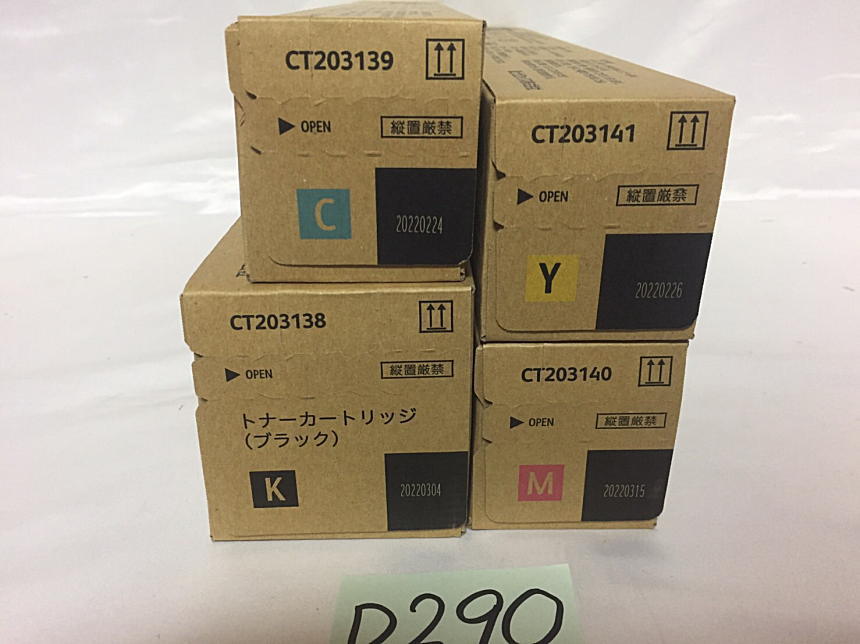 CT203139
OPEN
縦置厳禁
C
20220224
CT203141
OPEN
縦置厳禁
Y
20220226
CT203138
OPEN
縦置厳禁
トナーカートリッジ
(ブラック)
K
20220304
CT203140
OPEN
縦置厳禁
M
20220315
D290